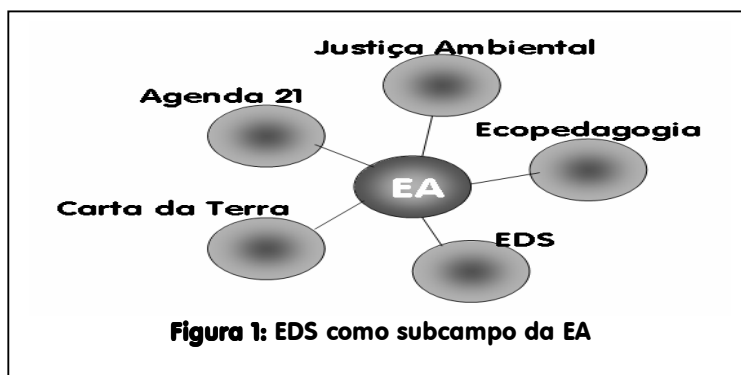 Justiça Ambiental
Agenda 21
Ecopedagogia
EA
Carta da Terra
EDS
Figura 1: EDS como subcampo da EA